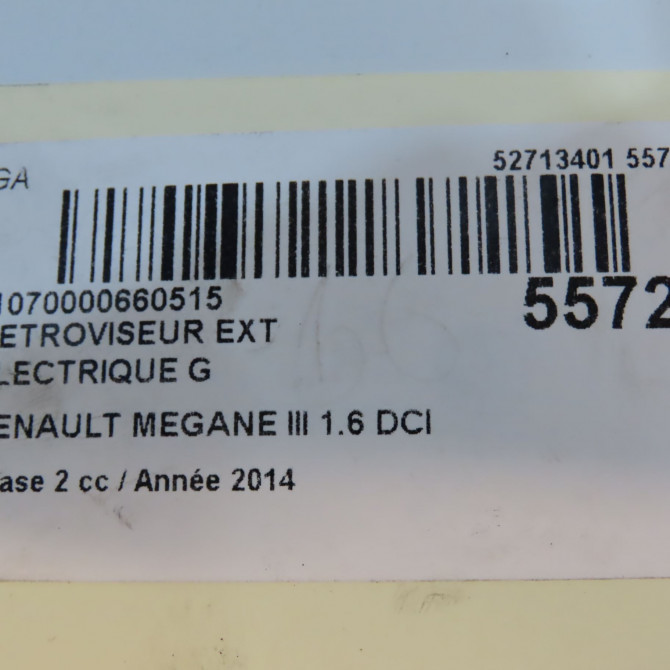 GA
52713401 557
1070000660515
5572
ETROVISEUR EXT
LECTRIQUE G
ENAULT MEGANE III 1.6 DCI
ase 2 cc / Année 2014